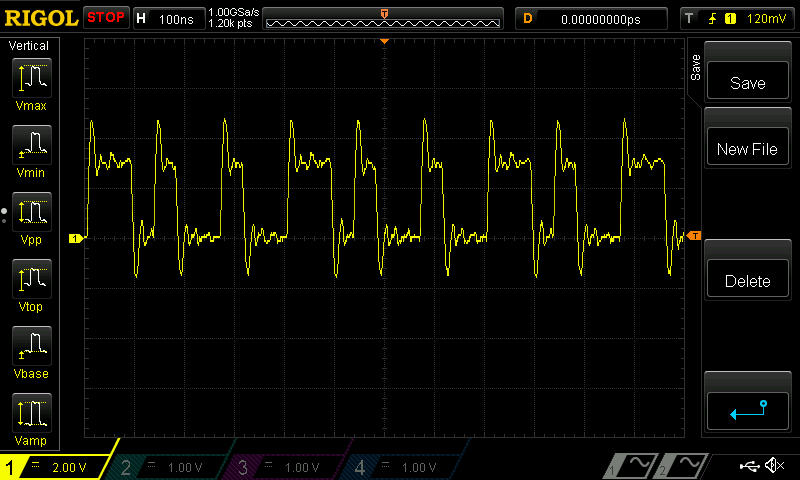 RIGOL STOP H 100ns 1.00GSa/s
1.20k pts
T
D 0.00000000ps
T 1 120mV
Vertical
Vmax
Vmin
Vpp
Vtop
Vbase
Vamp
1
T
Save
Save
New File
Delete
1 2.00 V
2 1.00 V
3 1.00 V
4 1.00 V
1
2